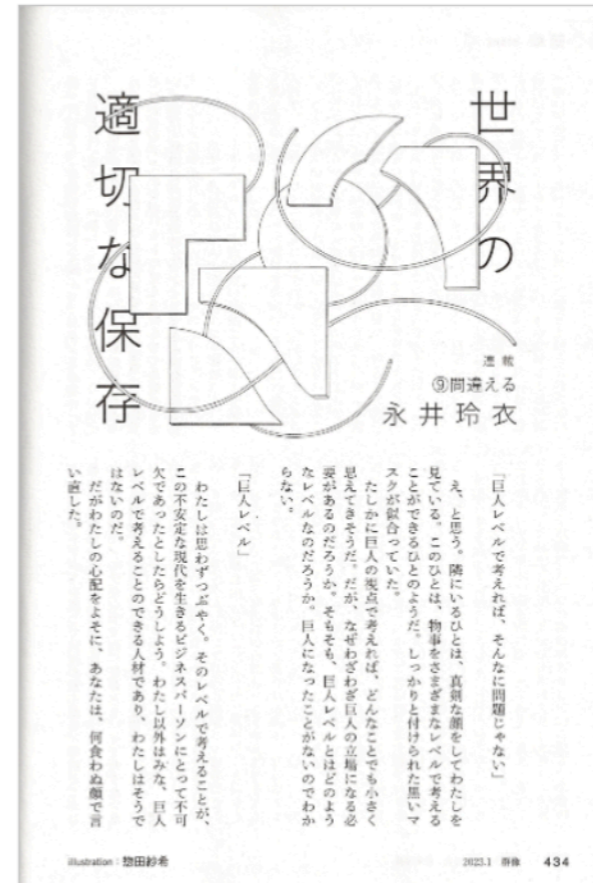 世界の
適切な保存
連載
⑨間違える
永井玲衣
「巨人レベルで考えれば、そんなに問題じゃない」
え、と思う。隣にいるひとは、真剣な顔をしてわたしを
見ている。このひとは、物事をさまざまなレベルで考える
ことができるひとのようだ。しっかりと付けられた黒いマ
スクが似合っていた。
たしかに巨人の視点で考えれば、どんなことでも小さく
思えてきそうだ。だが、なぜわざわざ巨人の立場になる必
要があるのだろうか。そもそも、巨人レベルとはどのよう
なレベルなのだろうか。巨人になったことがないのでわか
らない。
「巨人レベル」
わたしは思わずつぶやく。そのレベルで考えることが、
この不安定な現代を生きるビジネスパーソンにとって不可
欠であったとしたらどうしよう。わたし以外はみな、巨人
レベルで考えることのできる人材であり、わたしはそうで
はないのだ。
だがわたしの心配をよそに、あなたは、何食わぬ顔で言
い直した。
illustration：惣田紗希
2023.1 群像 434